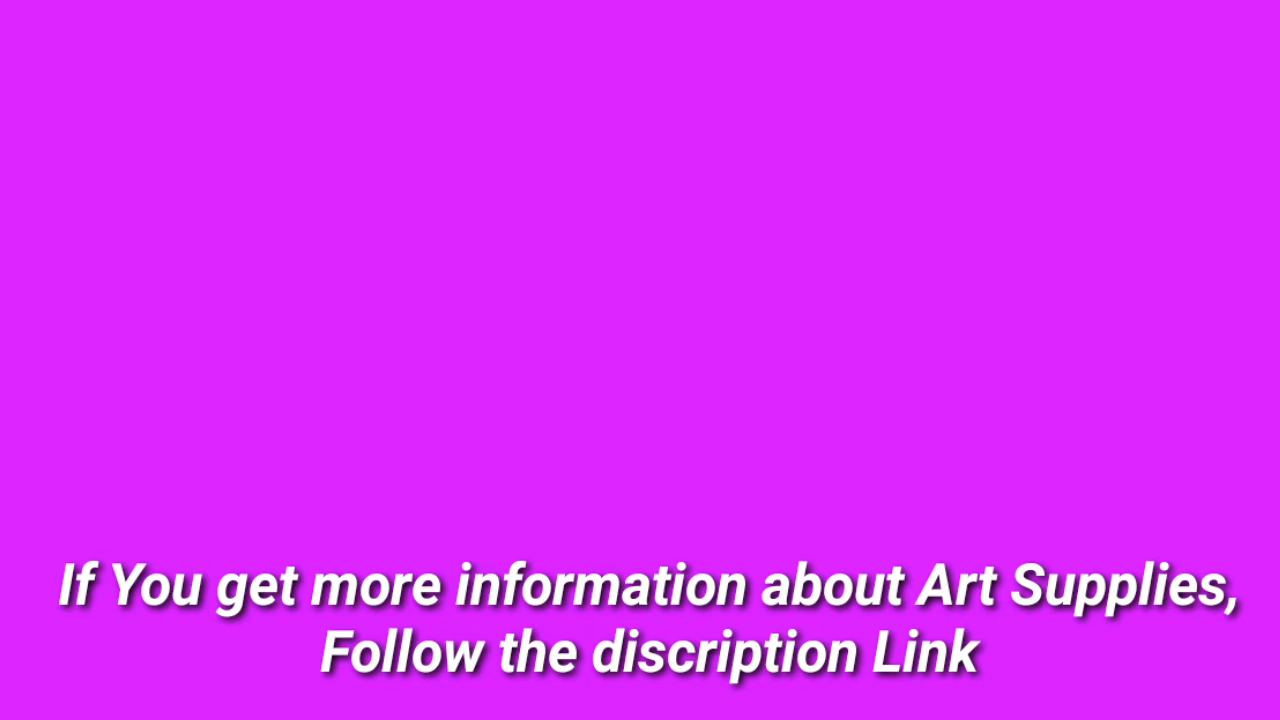 If You get more information about Art Supplies,
Follow the discription Link